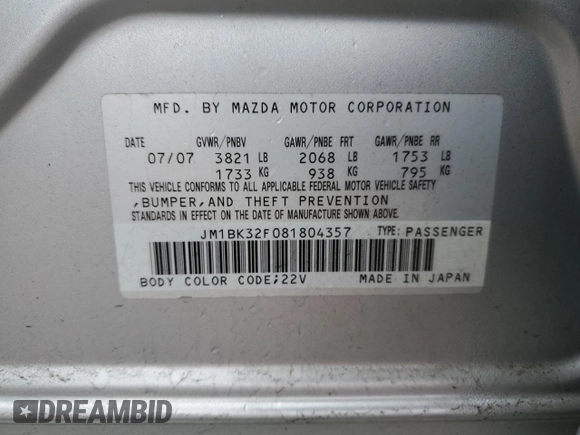 MFD. BY MAZDA MOTOR CORPORATION
DATE GVWR/PNBV GAWR/PNBE FRT GAWR/PNBE RR
07/07 3821 LB 2068 LB 1753 LB
1733 KG 938 KG 795 KG
THIS VEHICLE CONFORMS TO ALL APPLICABLE FEDERAL MOTOR VEHICLE SAFETY
,BUMPER,AND THEFT PREVENTION
STANDARDS IN EFFECT ON THE DATE OF MANUFACTURE SHOWN ABOVE.
JM1BK32F081804357 TYPE: PASSENGER
BODY COLOR CODE;22V MADE IN JAPAN
DREAMBID